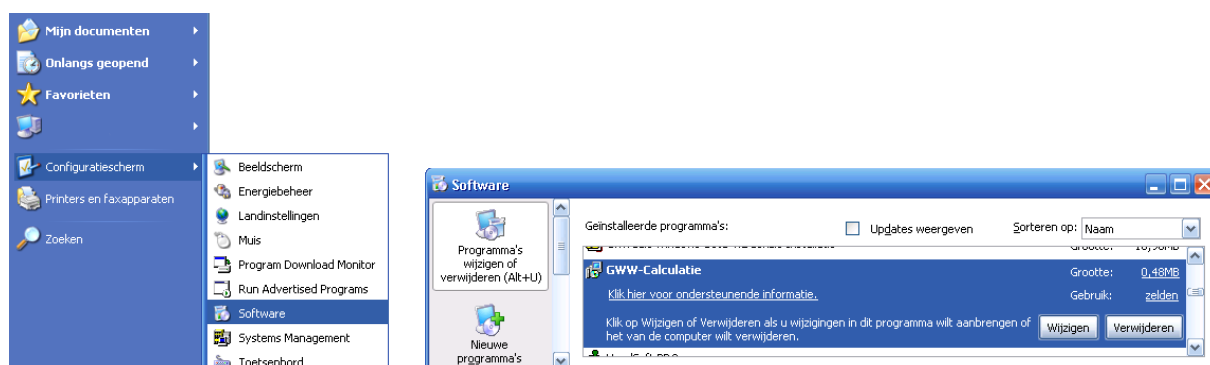 Mijn documenten
Onlangs geopend
Favorieten
Configuratiescherm
Printers en faxapparaten
Zoeken
Beeldscherm
Energiebeheer
Landinstellingen
Muis
Program Download Monitor
Run Advertised Programs
Software
Systems Management
Toetsenbord
Software
Programma's
wijzigen of
verwijderen (Alt+U)
Nieuwe
programma's
Geïnstalleerde programma's:
Updates weergeven
Sorteren op: Naam
GWW-Calculatie
Grootte: 0,48MB
Klik hier voor ondersteunende informatie.
Gebruik: zelden
Klik op Wijzigen of Verwijderen als u wijzigingen in dit programma wilt aanbrengen of
het van de computer wilt verwijderen.
Wijzigen Verwijderen